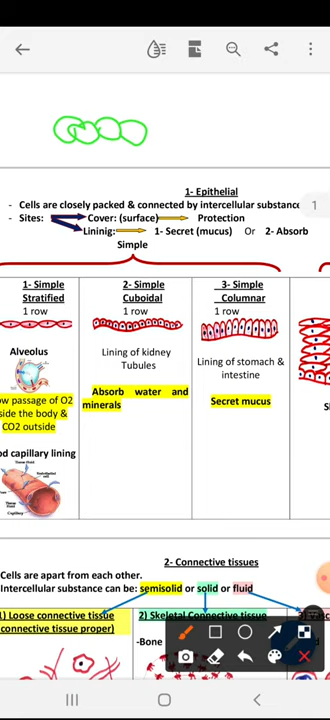 1- Epithelial
- Cells are closely packed & connected by intercellular substance
1
- Sites: Cover: (surface) Protection
Lininig: 1- Secret (mucus) Or 2- Absorb
Simple
1- Simple Stratified
1 row
Alveolus
passage of O2
the body &
CO2 outside
capillary lining
Capillary
2- Simple Cuboidal
1 row
Lining of kidney
Tubules
Absorb water and
minerals
3- Simple Columnar
1 row
Lining of stomach &
intestine
Secret mucus
2- Connective tissues
Cells are apart from each other.
Intercellular substance can be: semisolid or solid or fluid
1) Loose connective tissue
connective tissue proper)
2) Skeletal Connective tissue
-Bone